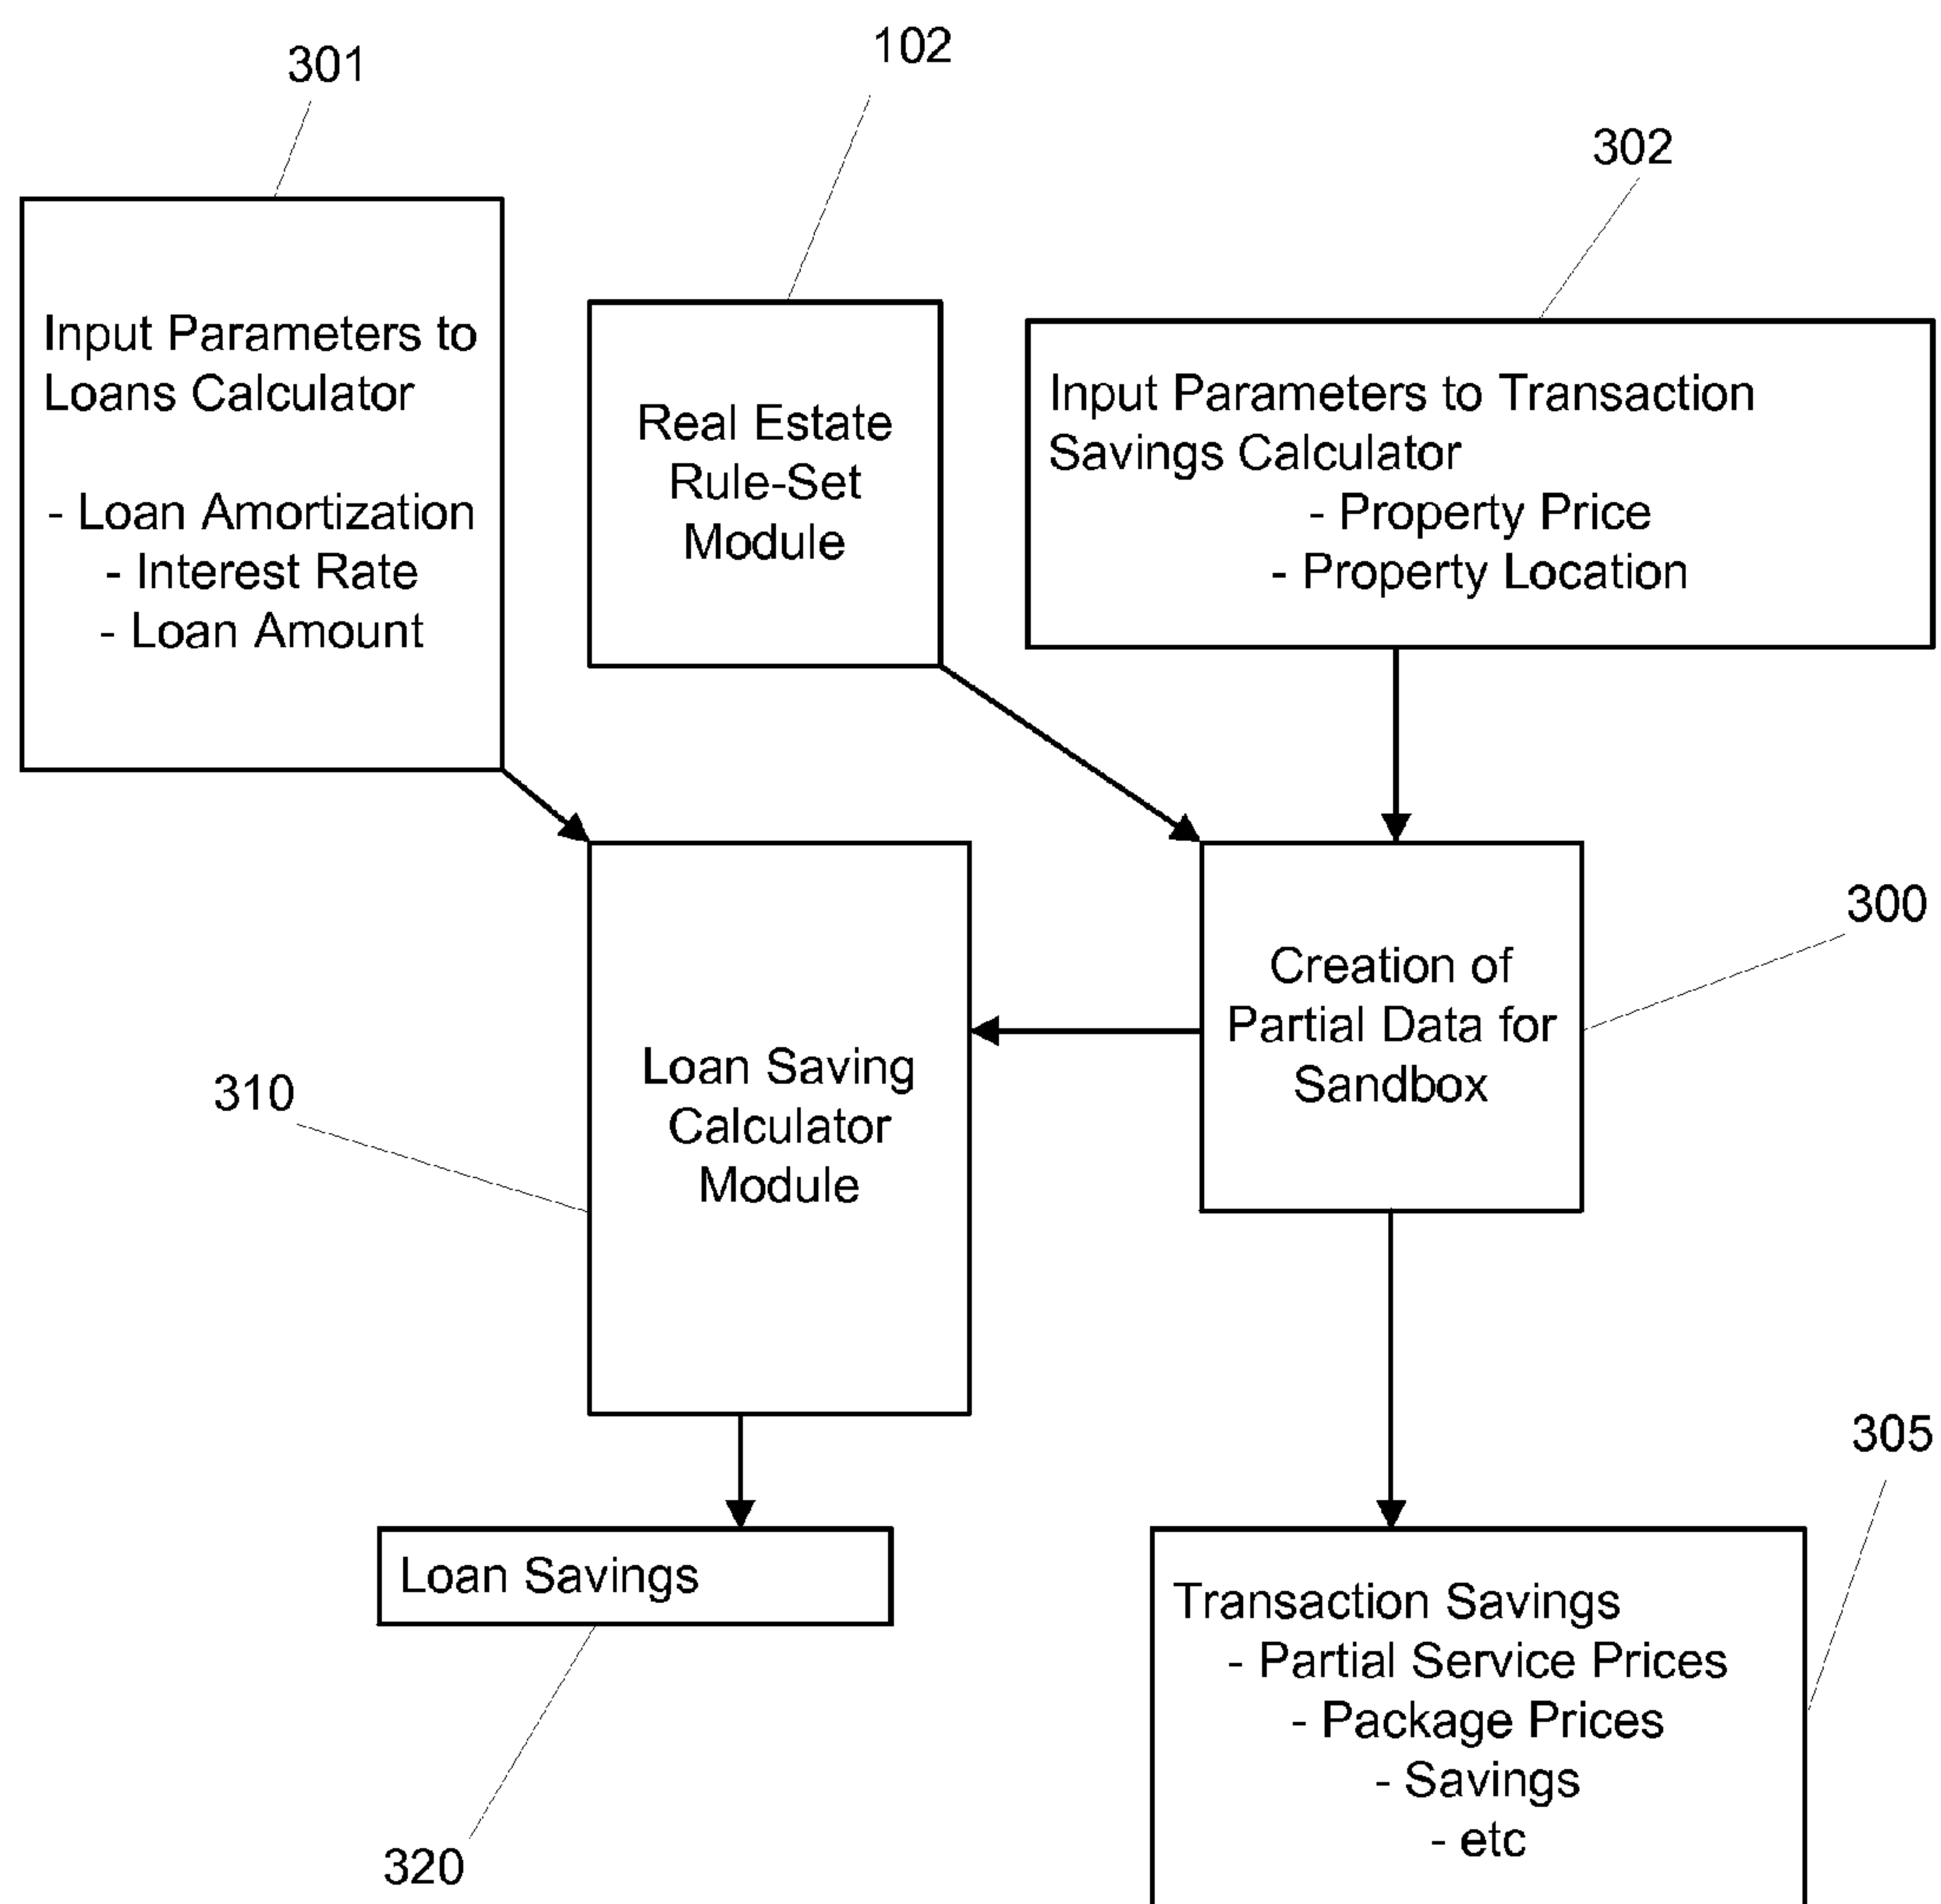 301
102
302
Input Parameters to
Loans Calculator
- Loan Amortization
- Interest Rate
- Loan Amount
Real Estate
Rule-Set
Module
Input Parameters to Transaction
Savings Calculator
- Property Price
- Property Location
300
Creation of
Partial Data for
Sandbox
310
Loan Saving
Calculator
Module
305
Loan Savings
Transaction Savings
- Partial Service Prices
- Package Prices
- Savings
- etc
320